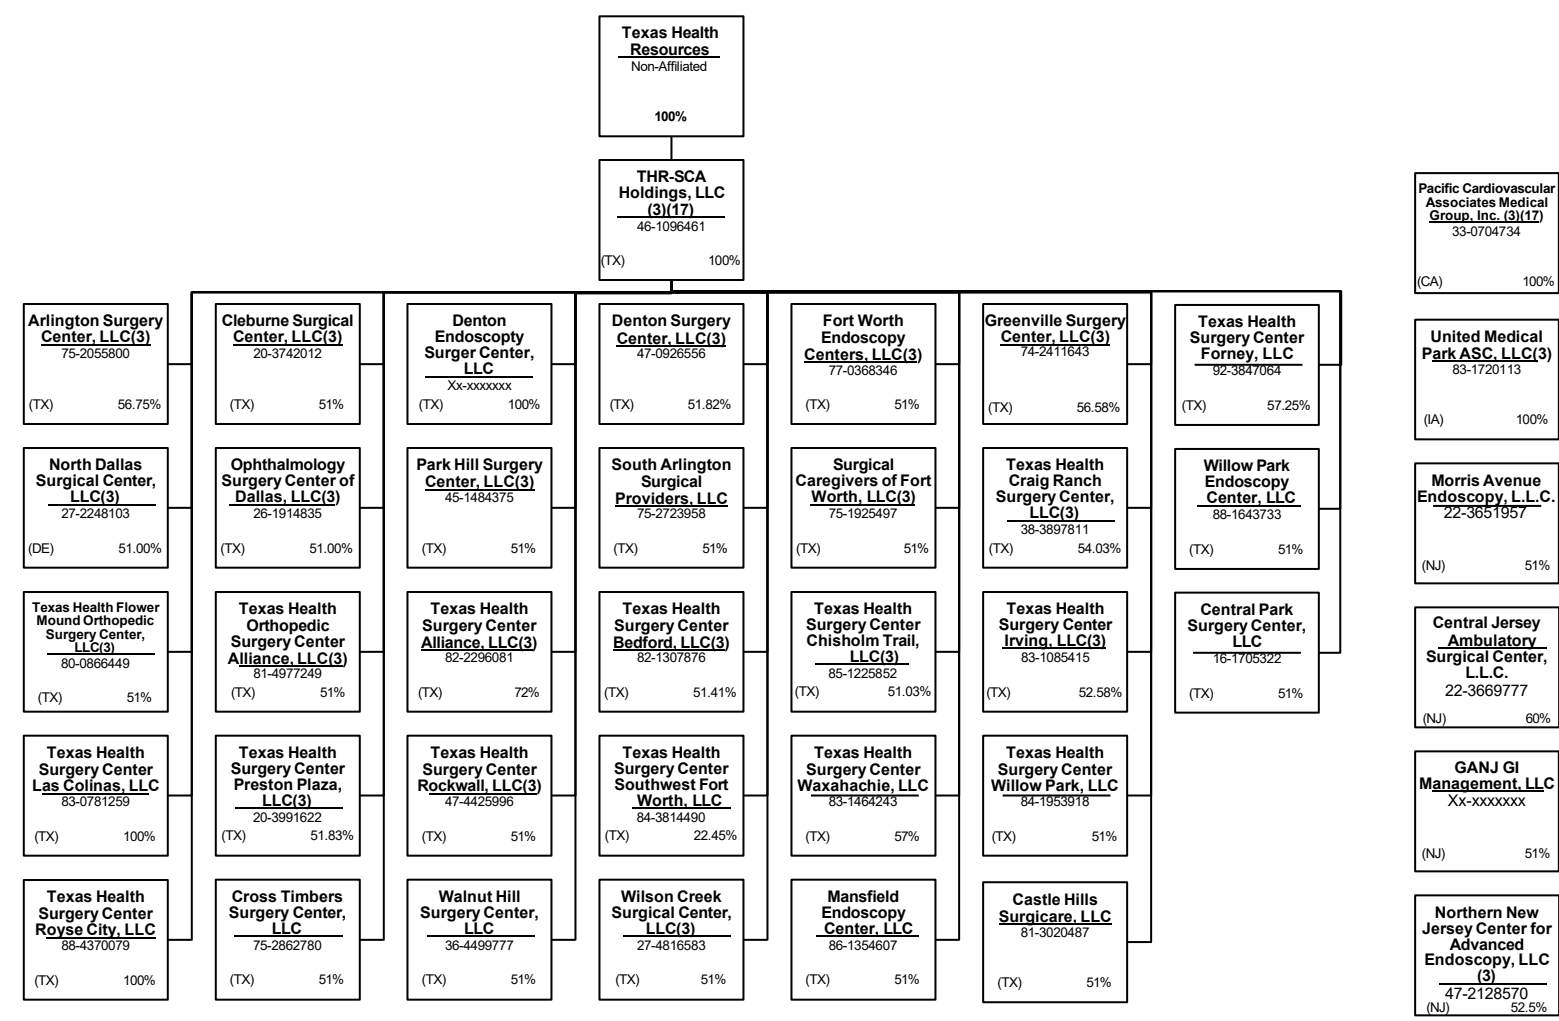 Texas Health
Resources
Non-Affiliated
100%
THR-SCA
Holdings, LLC
(3)(17)
46-1096461
(TX) 100%
Arlington Surgery
Center, LLC(3)
75-2055800
(TX) 56.75%
Cleburne Surgical
Center, LLC(3)
20-3742012
(TX) 51%
Denton
Endoscopty
Surger Center,
LLC
Xx-xxxxxxx
(TX) 100%
Denton Surgery
Center, LLC(3)
47-0926556
(TX) 51.82%
Fort Worth
Endoscopy
Centers, LLC(3)
77-0368346
(TX) 51%
Greenville Surgery
Center, LLC(3)
74-2411643
(TX) 56.58%
Texas Health
Surgery Center
Forney, LLC
92-3847064
(TX) 57.25%
North Dallas
Surgical Center,
LLC(3)
27-2248103
(DE) 51.00%
Ophthalmology
Surgery Center of
Dallas, LLC(3)
26-1914835
(TX) 51.00%
Park Hill Surgery
Center, LLC(3)
45-1484375
(TX) 51%
South Arlington
Surgical
Providers, LLC
75-2723958
(TX) 51%
Surgical
Caregivers of Fort
Worth, LLC(3)
75-1925497
(TX) 51%
Texas Health
Craig Ranch
Surgery Center,
LLC(3)
38-3897811
(TX) 54.03%
Willow Park
Endoscopy
Center, LLC
88-1643733
(TX) 51%
Texas Health Flower
Mound Orthopedic
Surgery Center,
LLC(3)
80-0866449
(TX) 51%
Texas Health
Orthopedic
Surgery Center
Alliance, LLC(3)
81-4977249
(TX) 51%
Texas Health
Surgery Center
Alliance, LLC(3)
82-2296081
(TX) 72%
Texas Health
Surgery Center
Bedford, LLC(3)
82-1307876
(TX) 51.41%
Texas Health
Surgery Center
Chisholm Trail,
LLC(3)
85-1225852
(TX) 51.03%
Texas Health
Surgery Center
Irving, LLC(3)
83-1085415
(TX) 52.58%
Central Park
Surgery Center,
LLC
16-1705322
(TX) 51%
Texas Health
Surgery Center
Las Colinas, LLC
83-0781259
(TX) 100%
Texas Health
Surgery Center
Preston Plaza,
LLC(3)
20-3991622
(TX) 51.83%
Texas Health
Surgery Center
Rockwall, LLC(3)
47-4425996
(TX) 51%
Texas Health
Surgery Center
Southwest Fort
Worth, LLC
84-3814490
(TX) 22.45%
Texas Health
Surgery Center
Waxahachie, LLC
83-1464243
(TX) 57%
Texas Health
Surgery Center
Willow Park, LLC
84-1953918
(TX) 51%
Texas Health
Surgery Center
Royse City, LLC
88-4370079
(TX) 100%
Cross Timbers
Surgery Center,
LLC
75-2862780
(TX) 51%
Walnut Hill
Surgery Center,
LLC
36-4499777
(TX) 51%
Wilson Creek
Surgical Center,
LLC(3)
27-4816583
(TX) 51%
Mansfield
Endoscopy
Center, LLC
86-1354607
(TX) 51%
Castle Hills
Surgicare, LLC
81-3020487
(TX) 51%
Pacific Cardiovascular
Associates Medical
Group, Inc. (3)(17)
33-0704734
(CA) 100%
United Medical
Park ASC, LLC(3)
83-1720113
(IA) 100%
Morris Avenue
Endoscopy, L.L.C.
22-3651957
(NJ) 51%
Central Jersey
Ambulatory
Surgical Center,
L.L.C.
22-3669777
(NJ) 60%
GANJ GI
Management, LLC
Xx-xxxxxxx
(NJ) 51%
Northern New
Jersey Center for
Advanced
Endoscopy, LLC
(3)
47-2128570
(NJ) 52.5%